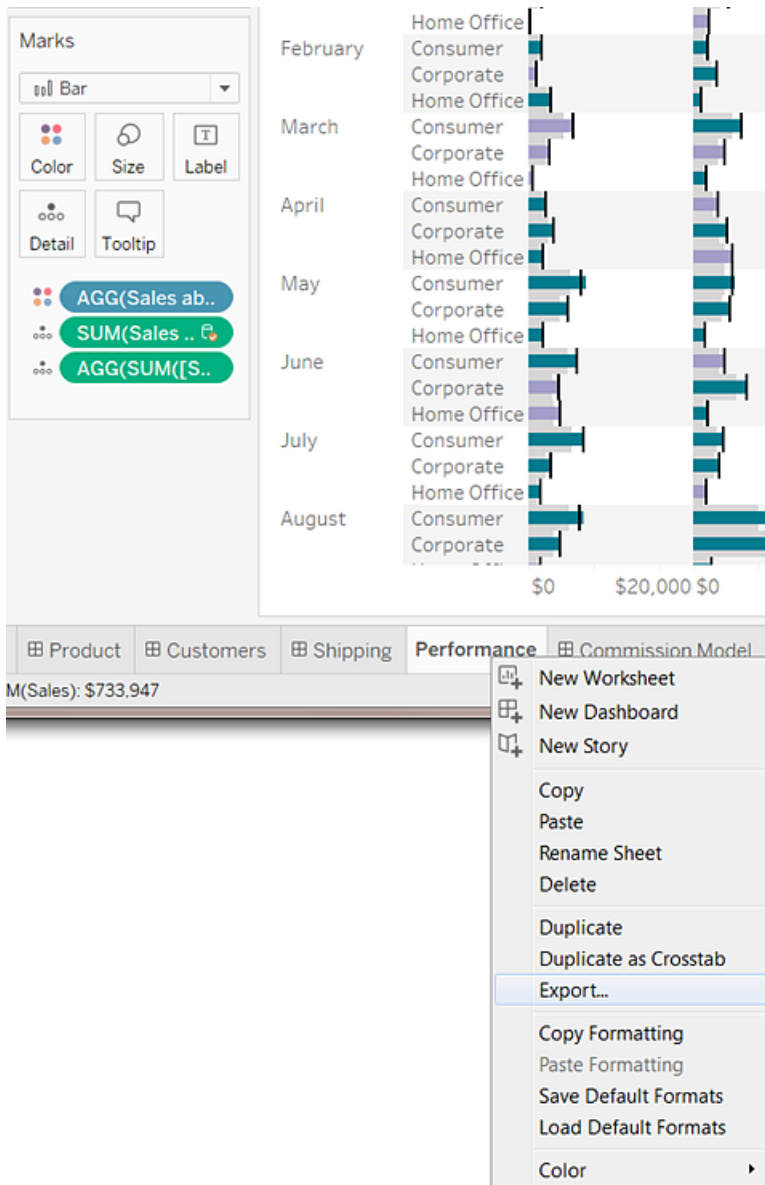 Marks
Bar
Color Size Label
Detail Tooltip
AGG(Sales ab..
SUM(Sales ..
AGG(SUM([S..
Home Office
February Consumer
Corporate
Home Office
March Consumer
Corporate
Home Office
April Consumer
Corporate
Home Office
May Consumer
Corporate
Home Office
June Consumer
Corporate
Home Office
July Consumer
Corporate
Home Office
August Consumer
Corporate
$0 $20,000 $0
Product Customers Shipping Performance Commission Model
M(Sales): $733,947
New Worksheet
New Dashboard
New Story
Copy
Paste
Rename Sheet
Delete
Duplicate
Duplicate as Crosstab
Export...
Copy Formatting
Paste Formatting
Save Default Formats
Load Default Formats
Color